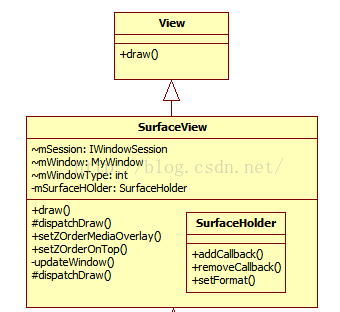 View
+draw()
SurfaceView
~mSession: IWindowSession
~mWindow: MyWindow
~mWindowType: int
-mSurfaceHOlder: SurfaceHolder
+draw()
#dispatchDraw()
+setZOrderMediaOverlay()
+setZOrderOnTop()
-updateWindow()
#dispatchDraw()
SurfaceHolder
+addCallback()
+removeCallback()
+setFormat()
http://blog.csdn.net/